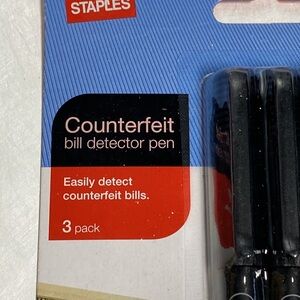 STAPLES
Counterfeit
bill detector pen
Easily detect
counterfeit bills.
3 pack